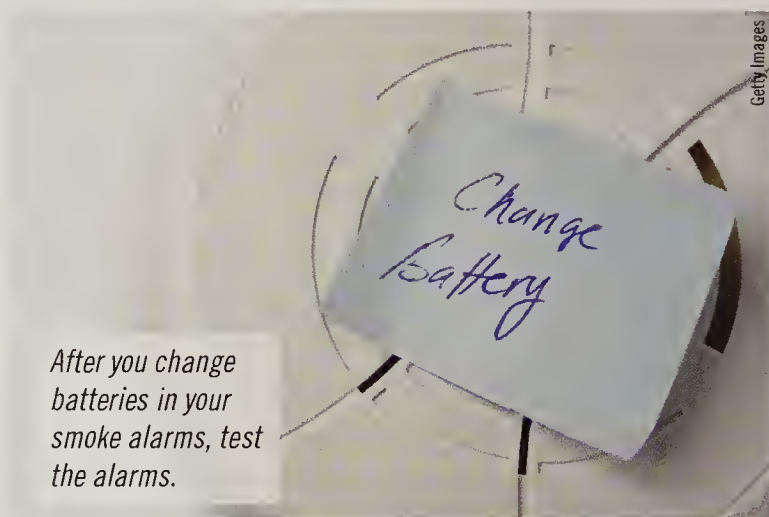 Getty Images
Change
Battery
After you change
batteries in your
smoke alarms, test
the alarms.